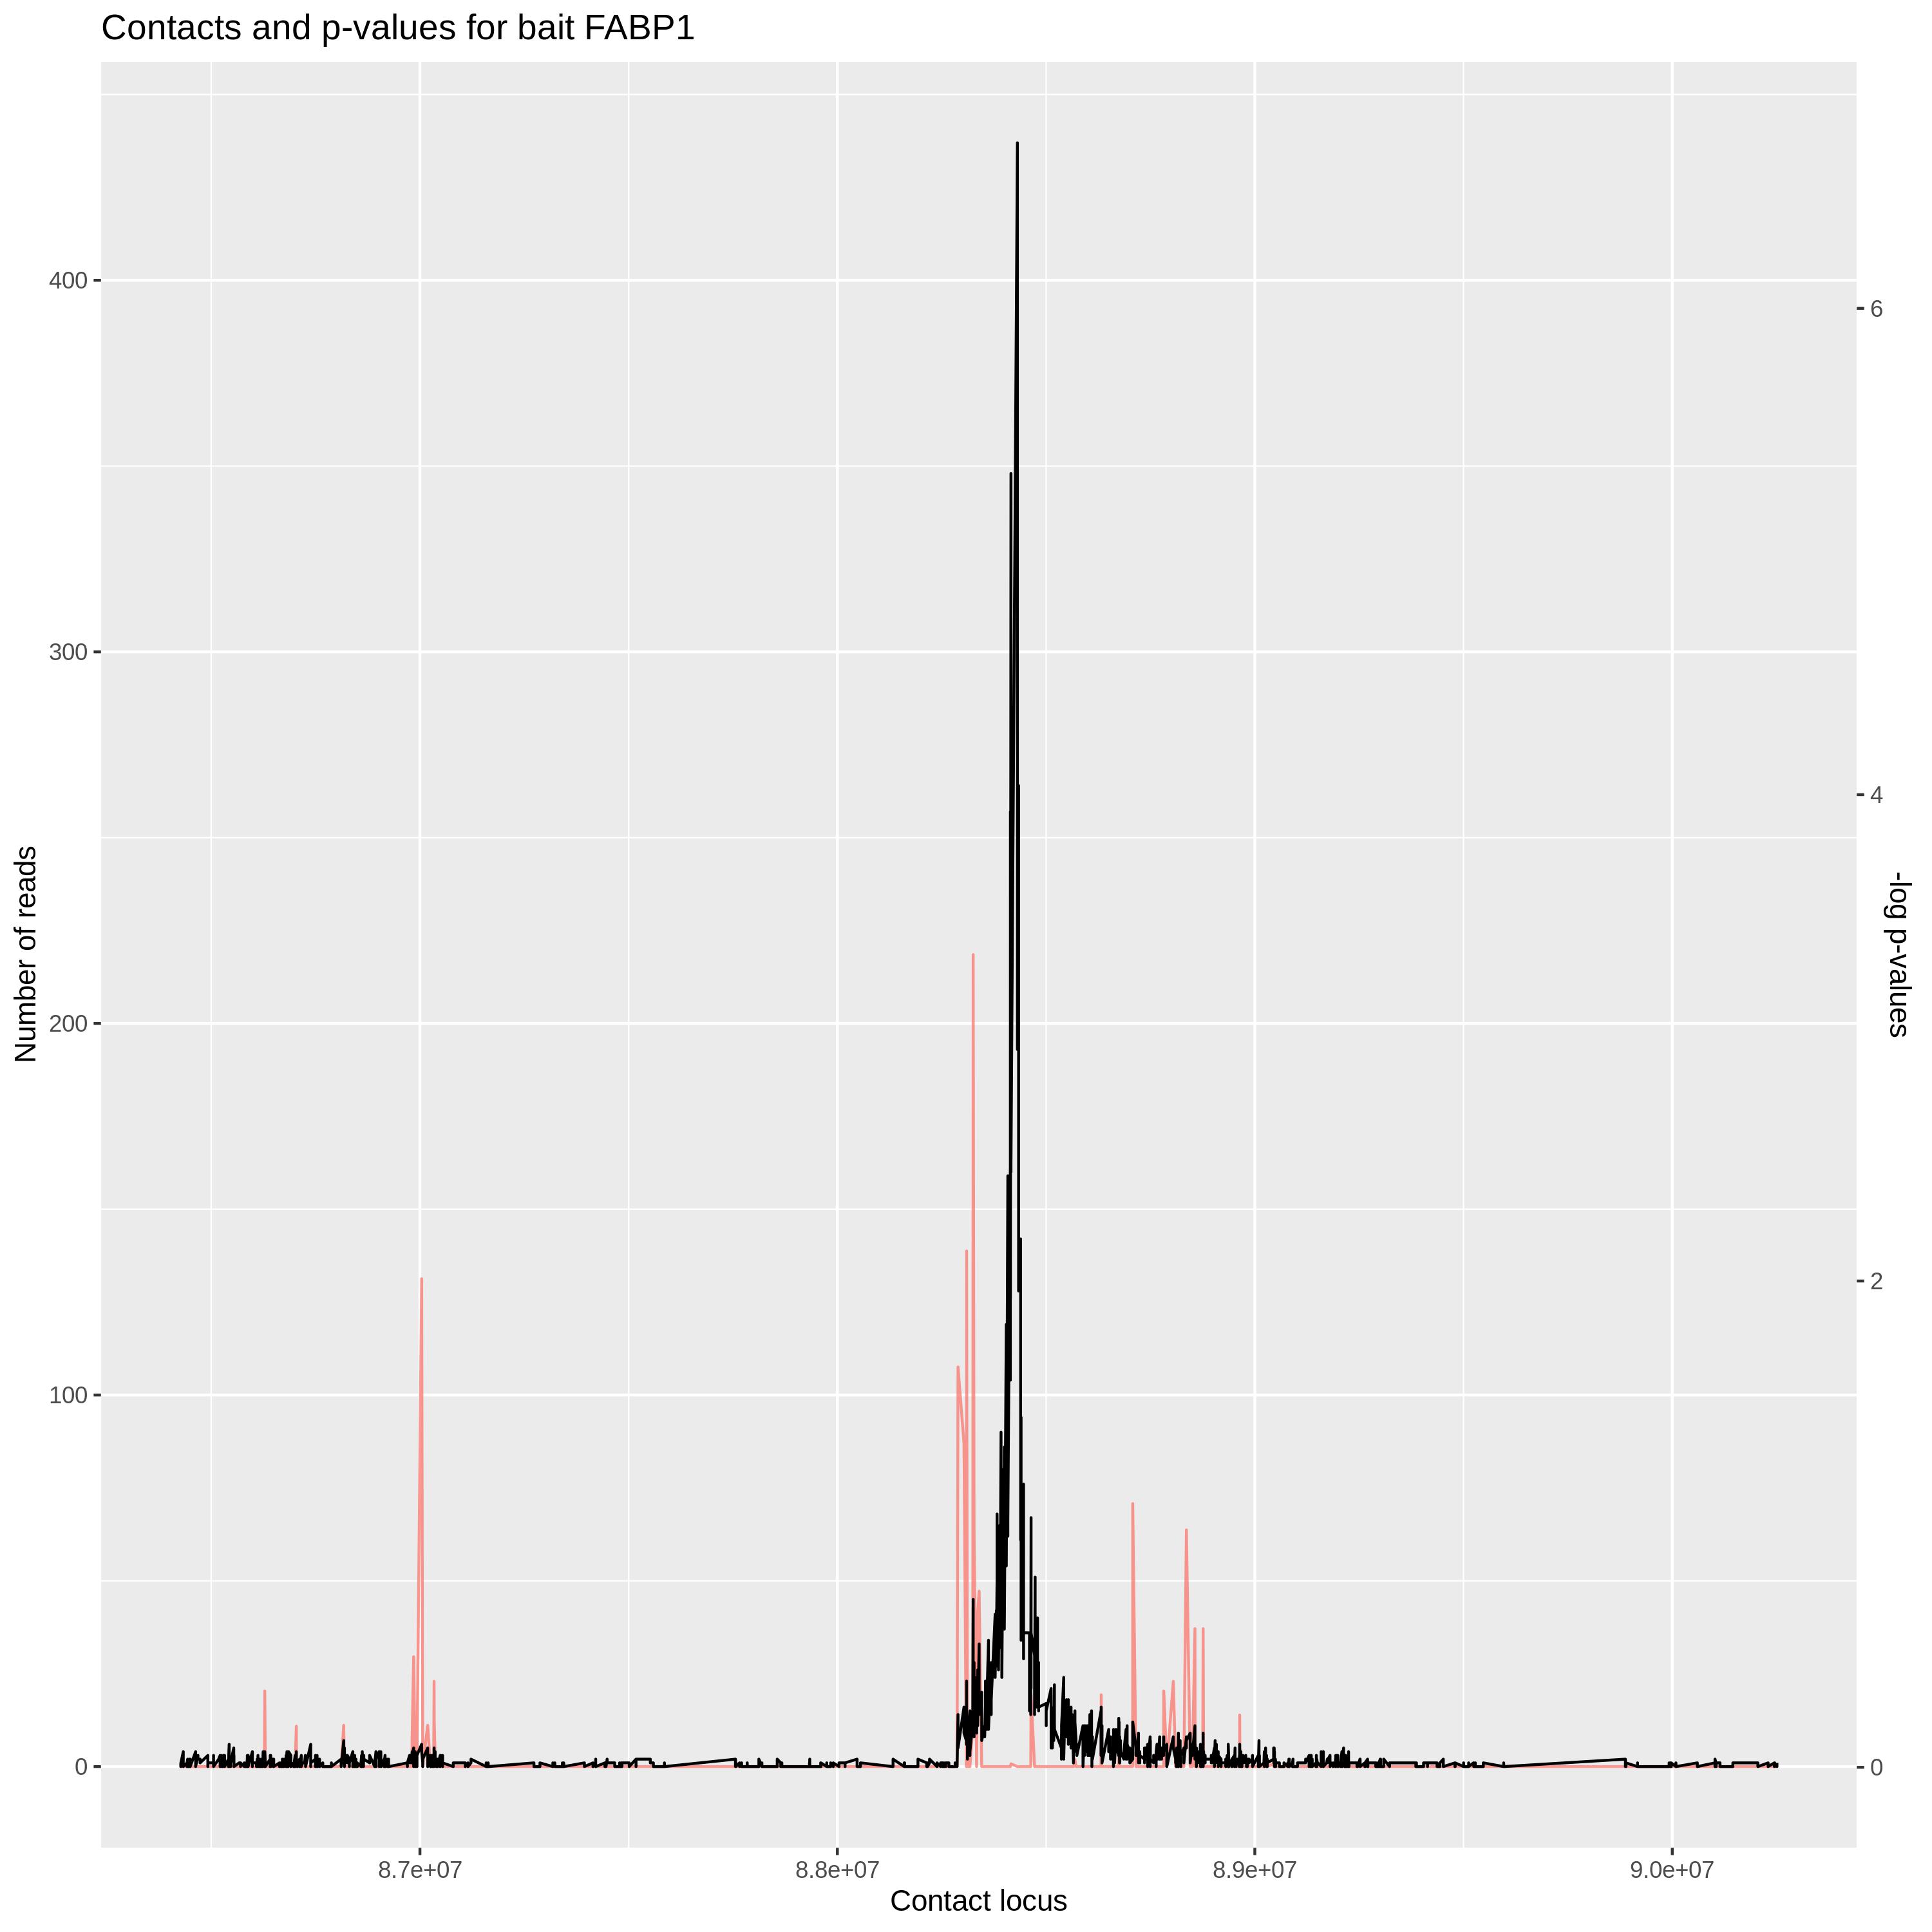 Contacts and p-values for bait FABP1
Number of reads
400
300
200
100
0
6
4
2
0
-log p-values
8.7e+07 8.8e+07 8.9e+07 9.0e+07
Contact locus